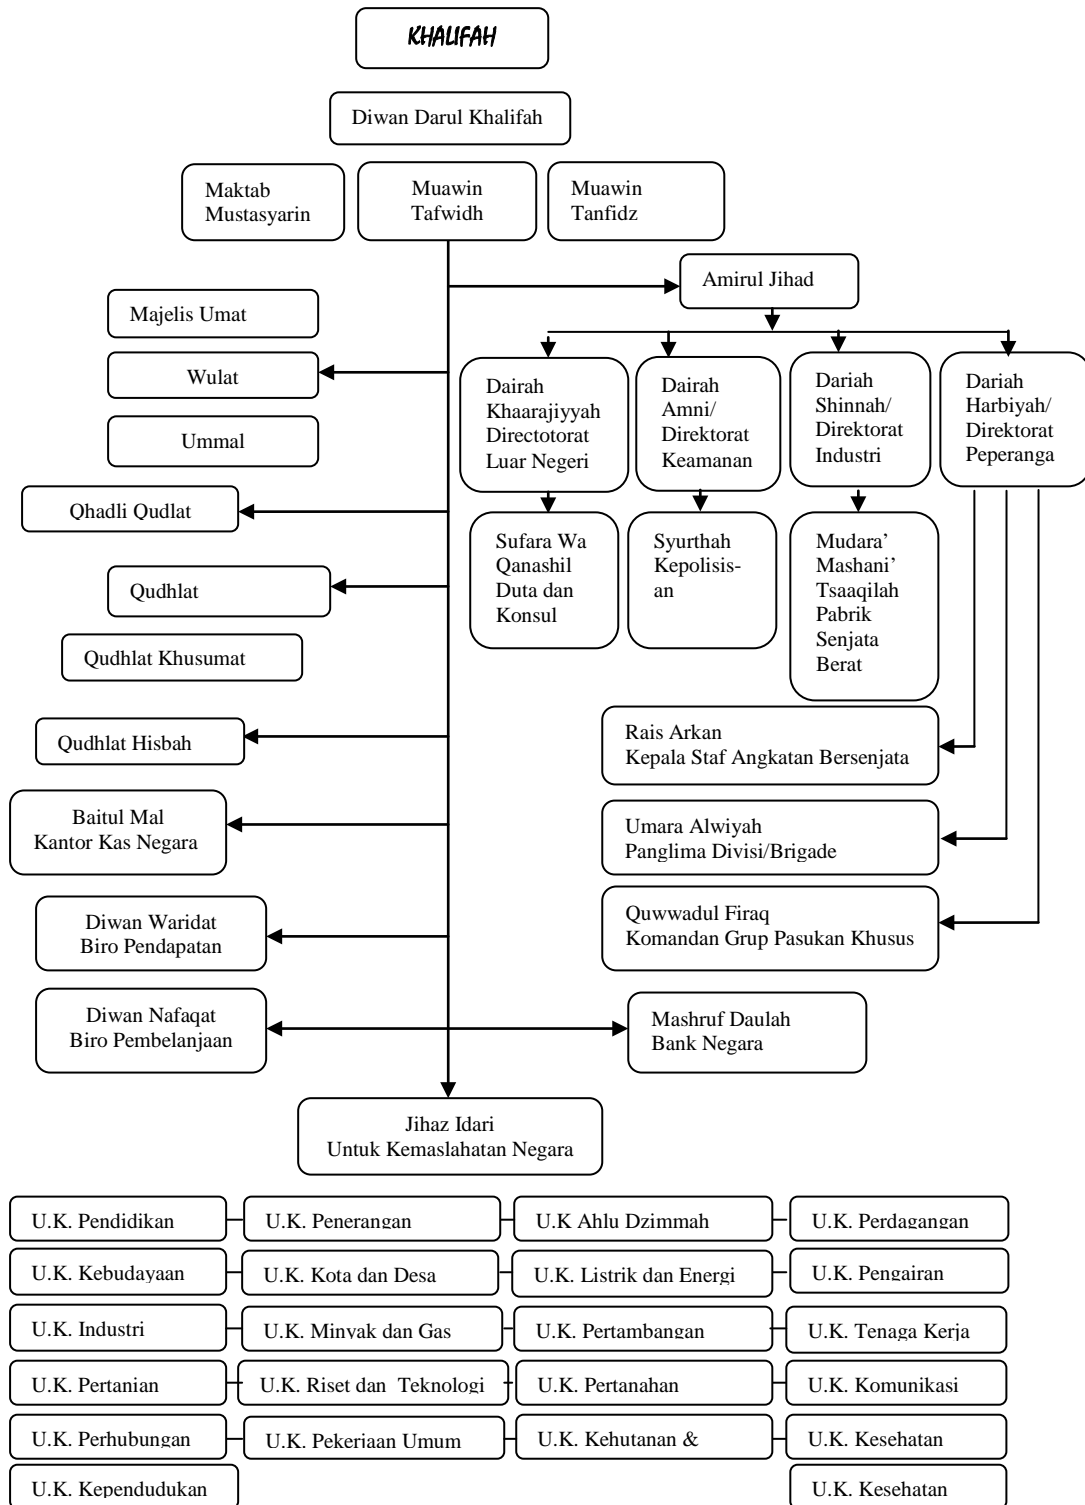 KHALIFAH
Diwan Darul Khalifah
Maktab
Mustasyarin
Muawin
Tafwidh
Muawin
Tanfidz
Amirul Jihad
Majelis Umat
Wulat
Ummal
Qhadli Qudlat
Qudhlat
Qudhlat Khusumat
Qudhlat Hisbah
Baitul Mal
Kantor Kas Negara
Diwan Waridat
Biro Pendapatan
Diwan Nafaqat
Biro Pembelanjaan
Dairah
Khaarajiyyah
Directotorat
Luar Negeri
Dairah
Amni/
Direktorat
Keamanan
Dariah
Shinnah/
Direktorat
Industri
Dariah
Harbiyah/
Direktorat
Peperanga
Sufara Wa
Qanashil
Duta dan
Konsul
Syurthah
Kepolisis-
an
Mudara’
Mashani’
Tsaaqilah
Pabrik
Senjata
Berat
Rais Arkan
Kepala Staf Angkatan Bersenjata
Umara Alwiyah
Panglima Divisi/Brigade
Quwwadul Firaq
Komandan Grup Pasukan Khusus
Mashruf Daulah
Bank Negara
Jihaz Idari
Untuk Kemaslahatan Negara
U.K. Pendidikan
U.K. Penerangan
U.K Ahlu Dzimmah
U.K. Perdagangan
U.K. Kebudayaan
U.K. Kota dan Desa
U.K. Listrik dan Energi
U.K. Pengairan
U.K. Industri
U.K. Minyak dan Gas
U.K. Pertambangan
U.K. Tenaga Kerja
U.K. Pertanian
U.K. Riset dan Teknologi
U.K. Pertanahan
U.K. Komunikasi
U.K. Perhubungan
U.K. Pekerjaan Umum
U.K. Kehutanan &
U.K. Kesehatan
U.K. Kependudukan
U.K. Kesehatan